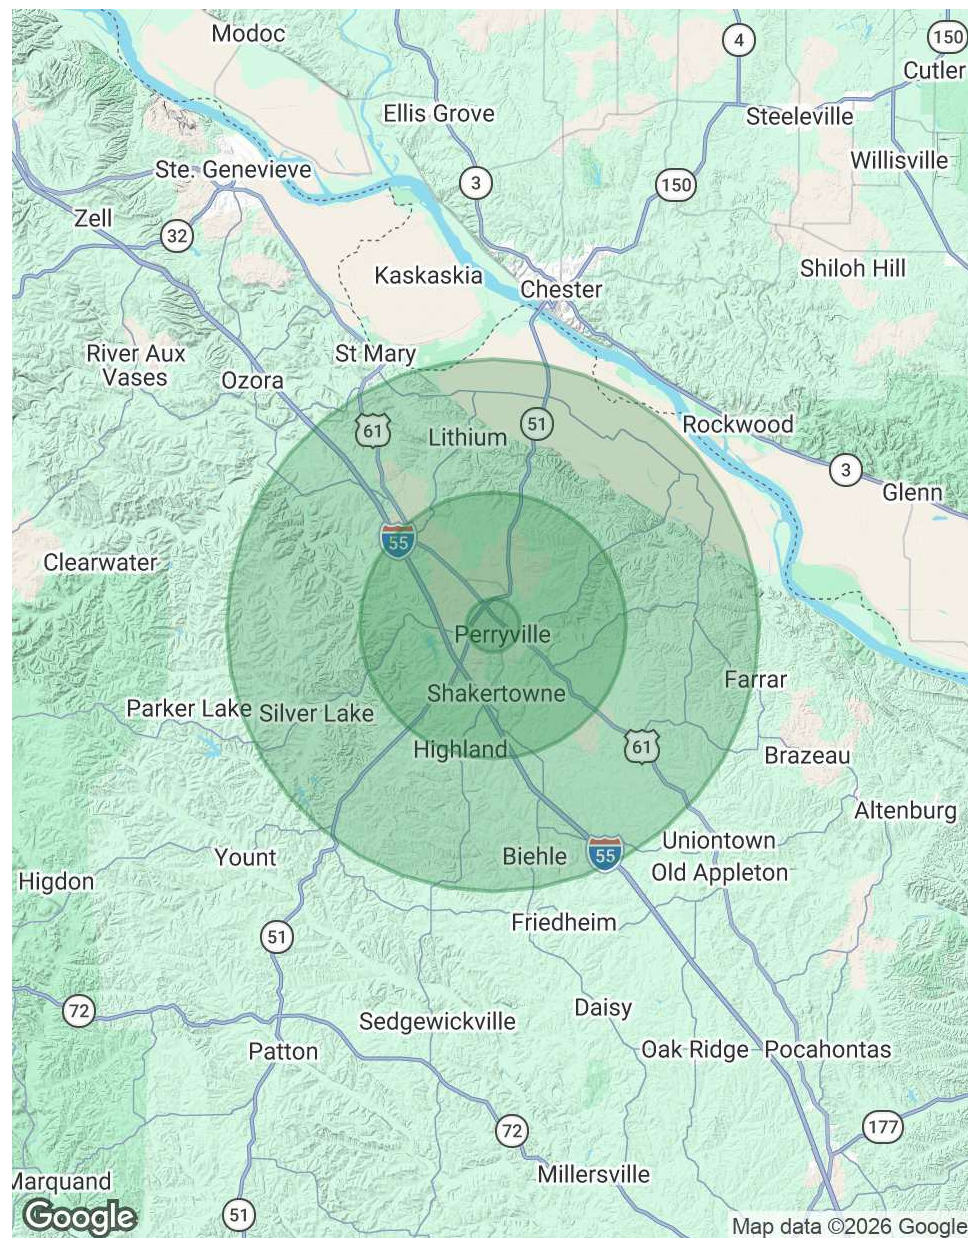 Modoc
4
150
Cutler
Ellis Grove
Steeleville
Ste. Genevieve
3
150
Willisville
Zell
32
Kaskaskia
Chester
Shiloh Hill
River Aux
Vases
St Mary
Ozora
61
Lithium
51
Rockwood
3
Glenn
55
Clearwater
Perryville
Farrar
Shakertowne
Parker Lake
Silver Lake
Highland
61
Brazeau
Altenburg
Yount
Biehle
55
Uniontown
Old Appleton
Higdon
Friedheim
51
72
Sedgewickville
Daisy
Patton
Oak Ridge
Pocahontas
72
177
Millersville
Marquand
51
Google
Map data ©2026 Google